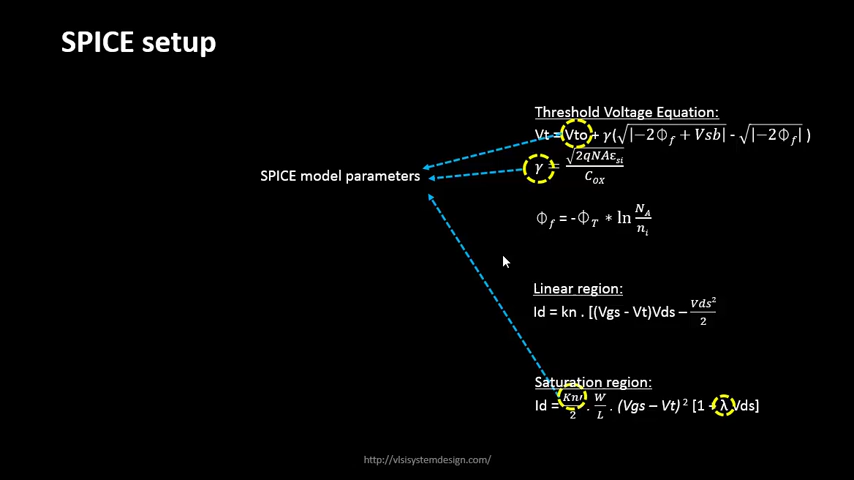 SPICE setup
Threshold Voltage Equation:
Vt = Vto + γ(√|−2Φf + Vsb| - √|−2Φf| )
SPICE model parameters
γ = √2qNAεsi / COX
Φf = -ΦT ∗ ln NA / ni
Linear region:
Id = kn . [(Vgs - Vt)Vds – Vds² / 2
Saturation region:
Id = Kn′ / 2 . W / L . (Vgs – Vt) ² [1 + λ Vds]
http://vlsisystemdesign.com/